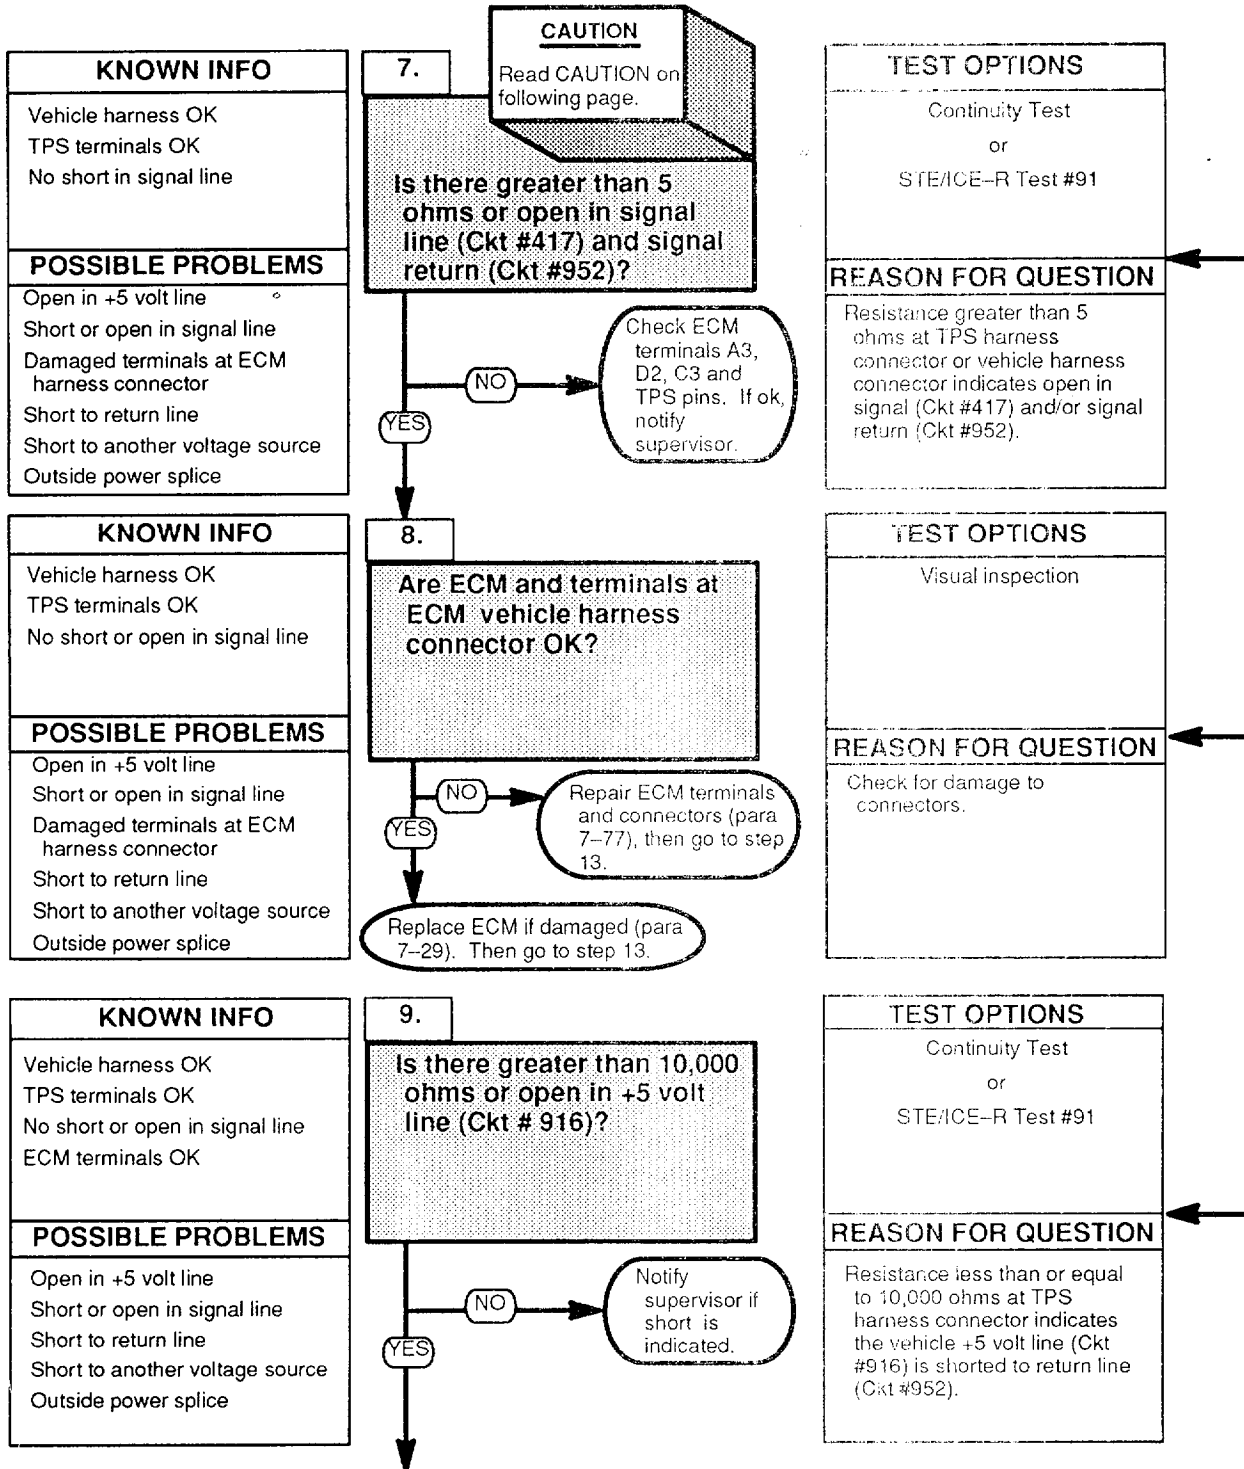 KNOWN INFO
Vehicle harness OK
TPS terminals OK
No short in signal line
POSSIBLE PROBLEMS
Open in +5 volt line
Short or open in signal line
Damaged terminals at ECM
harness connector
Short to return line
Short to another voltage source
Outside power splice
7.
CAUTION
Read CAUTION on
following page.
Is there greater than 5
ohms or open in signal
line (Ckt #417) and signal
return (Ckt #952)?
NO
Check ECM
terminals A3,
D2, C3 and
TPS pins. If ok,
notify
supervisor.
YES
TEST OPTIONS
Continuity Test
or
STE/ICE–R Test #91
REASON FOR QUESTION
Resistance greater than 5
ohms at TPS harness
connector or vehicle harness
connector indicates open in
signal (Ckt #417) and/or signal
return (Ckt #952).
KNOWN INFO
Vehicle harness OK
TPS terminals OK
No short or open in signal line
POSSIBLE PROBLEMS
Open in +5 volt line
Short or open in signal line
Damaged terminals at ECM
harness connector
Short to return line
Short to another voltage source
Outside power splice
8.
Are ECM and terminals at
ECM vehicle harness
connector OK?
NO
Repair ECM terminals
and connectors (para
7–77), then go to step
13.
YES
Replace ECM if damaged (para
7–29). Then go to step 13.
TEST OPTIONS
Visual inspection
REASON FOR QUESTION
Check for damage to
connectors.
KNOWN INFO
Vehicle harness OK
TPS terminals OK
No short or open in signal line
ECM terminals OK
POSSIBLE PROBLEMS
Open in +5 volt line
Short or open in signal line
Short to return line
Short to another voltage source
Outside power splice
9.
Is there greater than 10,000
ohms or open in +5 volt
line (Ckt # 916)?
NO
Notify
supervisor if
short is
indicated.
YES
TEST OPTIONS
Continuity Test
or
STE/ICE–R Test #91
REASON FOR QUESTION
Resistance less than or equal
to 10,000 ohms at TPS
harness connector indicates
the vehicle +5 volt line (Ckt
#916) is shorted to return line
(Ckt #952).